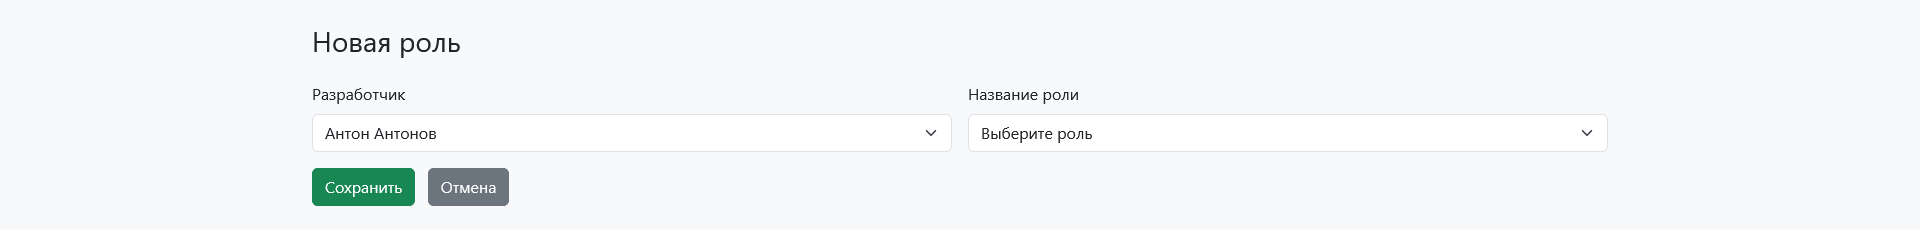 Новая роль
Разработчик
Название роли
Антон Антонов
Выберите роль
Сохранить
Отмена